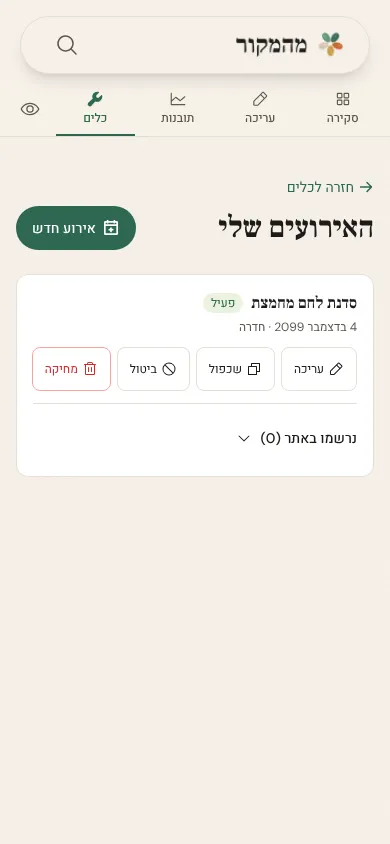 מהמקור
סקירה
עריכה
תובנות
כלים
חזרה לכלים
האירועים שלי
אירוע חדש
סדנת לחם מחמצת
פעיל
4 בדצמבר 2099 · חדרה
עריכה
שכפול
ביטול
מחיקה
נרשמו באתר (0)